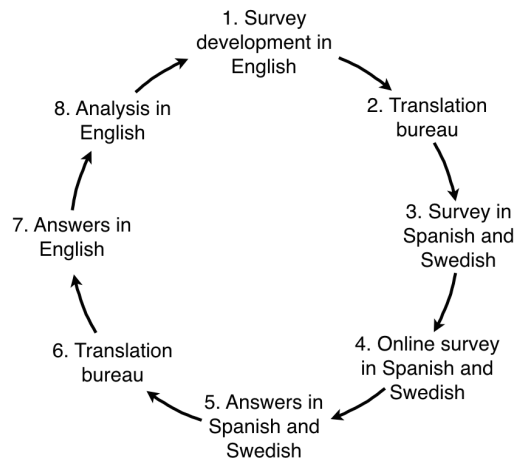 1. Survey
development in
English
2. Translation
bureau
3. Survey in
Spanish and
Swedish
4. Online survey
in Spanish and
Swedish
5. Answers in
Spanish and
Swedish
6. Translation
bureau
7. Answers in
English
8. Analysis in
English